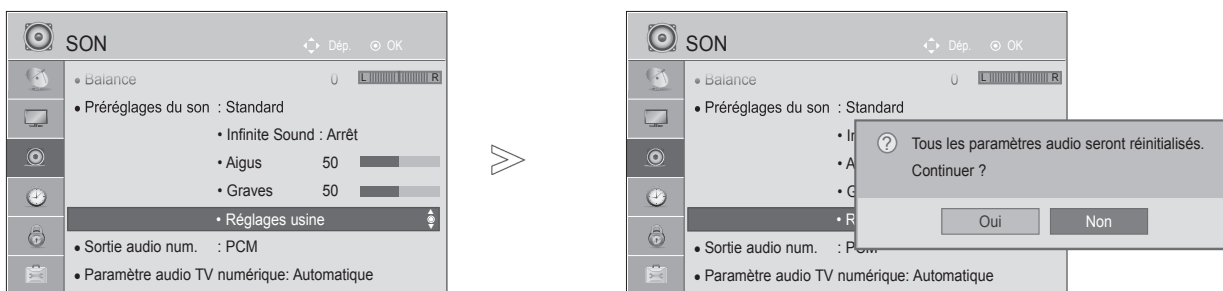 SON
Dép. OK
• Balance 0 L R
• Préréglages du son : Standard
• Infinite Sound : Arrêt
• Aigus 50
• Graves 50
• Réglages usine
• Sortie audio num. : PCM
• Paramètre audio TV numérique: Automatique
SON
Dép. OK
• Balance 0 L R
• Préréglages du son : Standard
Tous les paramètres audio seront réinitialisés.
Continuer ?
Oui Non
• Sortie audio num. : PCM
• Paramètre audio TV numérique: Automatique